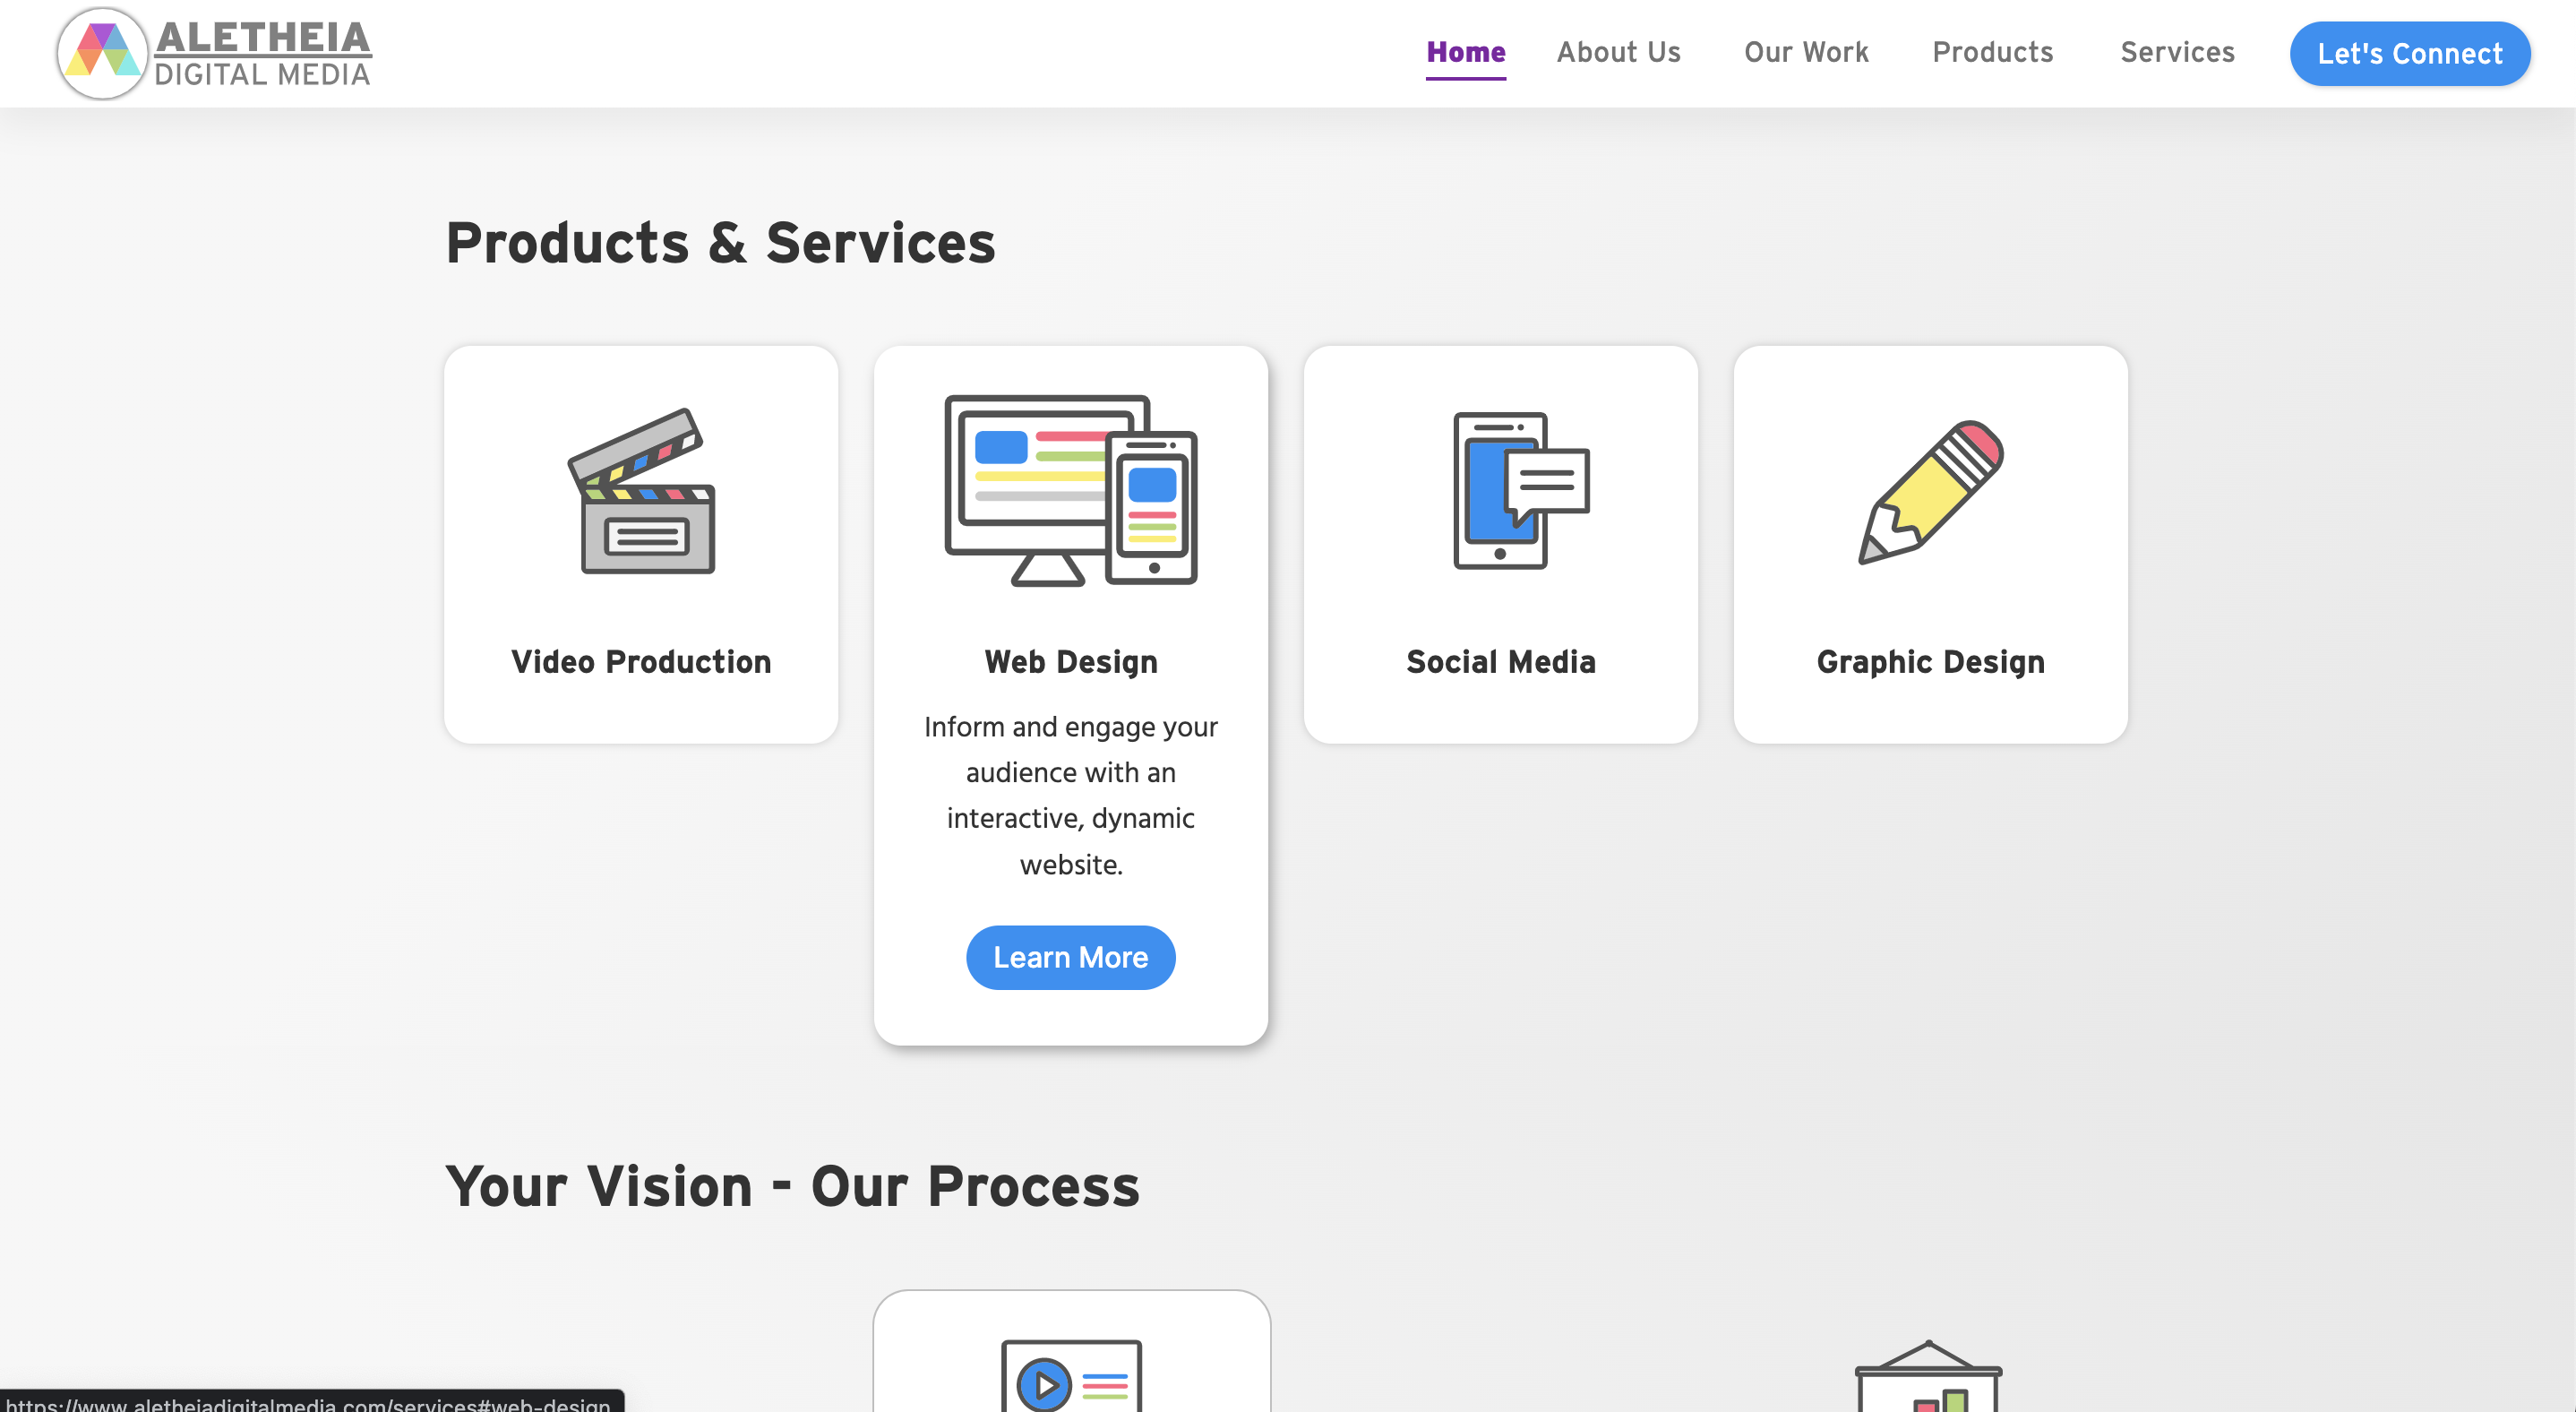 ALETHEIA
DIGITAL MEDIA
Home
About Us
Our Work
Products
Services
Let's Connect
Products & Services
Video Production
Web Design
Inform and engage your
audience with an
interactive, dynamic
website.
Learn More
Social Media
Graphic Design
Your Vision - Our Process
https://www.aletheiadigitalmedia.com/services#web-design